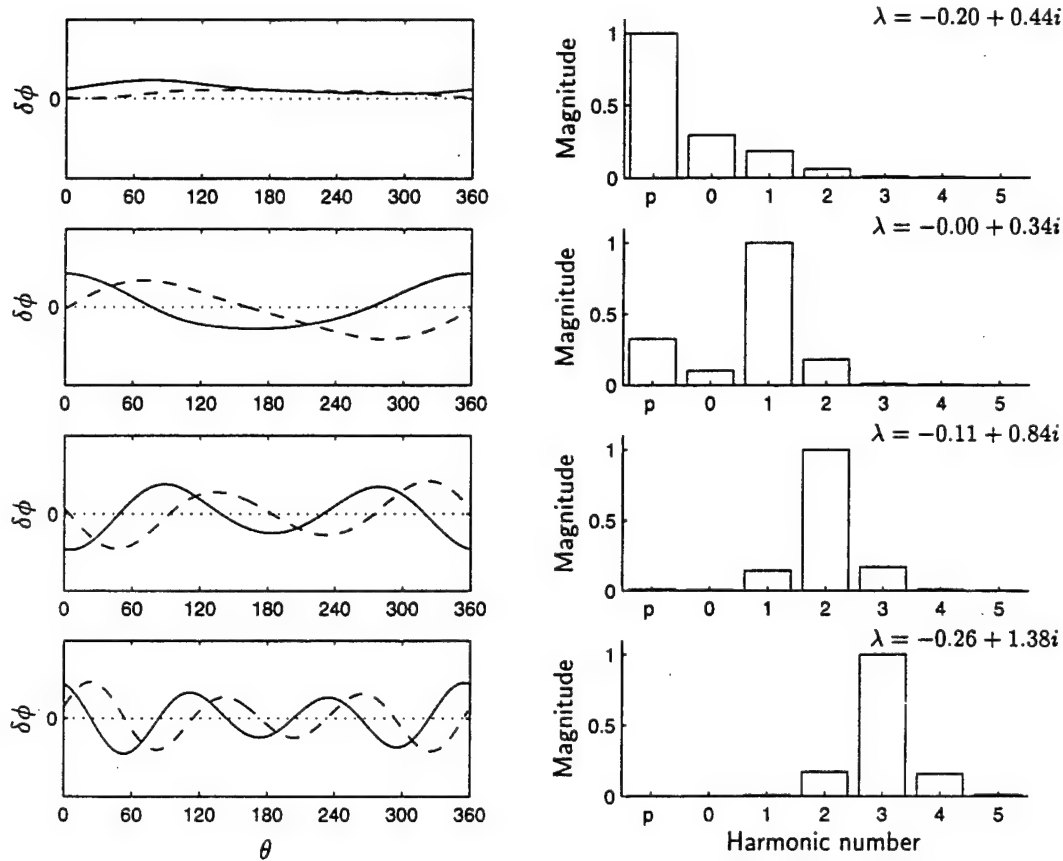 λ = −0.20 + 0.44i
δφ
0
0 60 120 180 240 300 360
Magnitude
1
0.5
0
p 0 1 2 3 4 5
λ = −0.00 + 0.34i
δφ
0
0 60 120 180 240 300 360
Magnitude
1
0.5
0
p 0 1 2 3 4 5
λ = −0.11 + 0.84i
δφ
0
0 60 120 180 240 300 360
Magnitude
1
0.5
0
p 0 1 2 3 4 5
λ = −0.26 + 1.38i
δφ
0
0 60 120 180 240 300 360
θ
Magnitude
1
0.5
0
p 0 1 2 3 4 5
Harmonic number